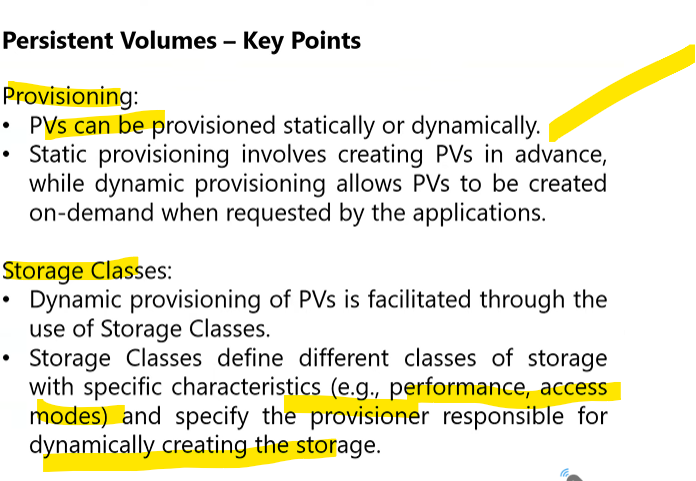 Persistent Volumes – Key Points
Provisioning:
• PVs can be provisioned statically or dynamically.
• Static provisioning involves creating PVs in advance,
while dynamic provisioning allows PVs to be created
on-demand when requested by the applications.
Storage Classes:
• Dynamic provisioning of PVs is facilitated through the
use of Storage Classes.
• Storage Classes define different classes of storage
with specific characteristics (e.g., performance, access
modes) and specify the provisioner responsible for
dynamically creating the storage.